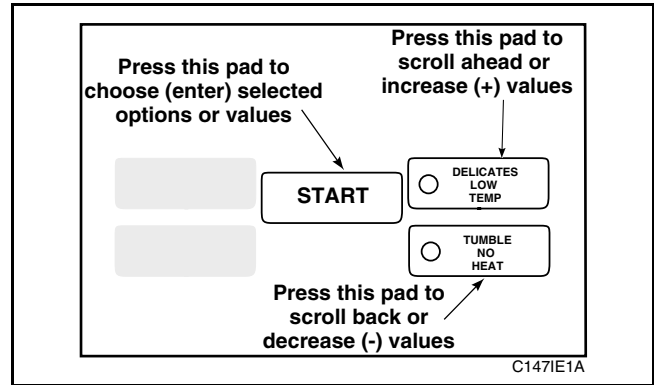 Press this pad to
choose (enter) selected
options or values
Press this pad to
scroll ahead or
increase (+) values
START
DELICATES
LOW
TEMP
TUMBLE
NO
HEAT
Press this pad to
scroll back or
decrease (-) values
C147IE1A